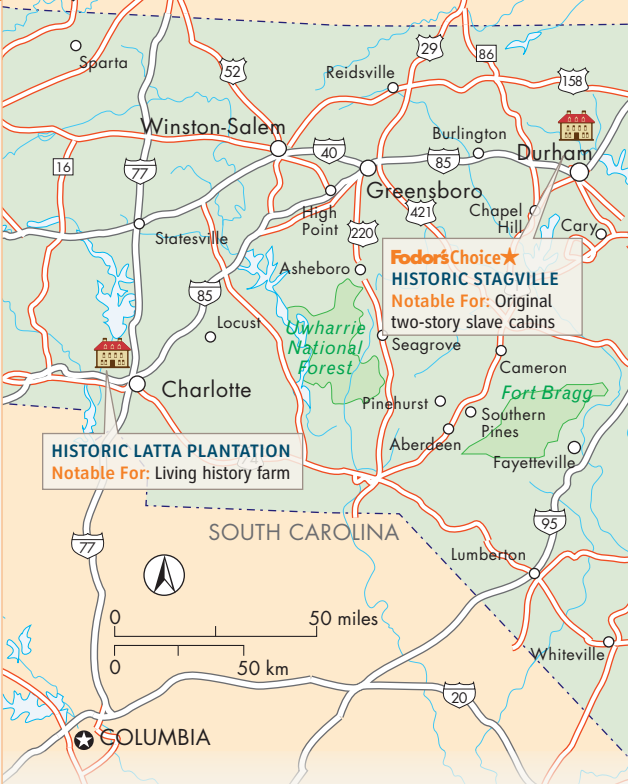 Sparta
52
29
86
Reidsville
158
Winston-Salem
Burlington
40
85
Durham
16
77
Greensboro
High
Point
421
Chapel
Hill
Cary
220
Statesville
Asheboro
Fodor's Choice★
HISTORIC STAGVILLE
Notable For: Original
two-story slave cabins
85
Locust
Uwharrie
National
Forest
Seagrove
Cameron
Charlotte
Fort Bragg
Pinehurst
Southern
Pines
Aberdeen
HISTORIC LATTA PLANTATION
Notable For: Living history farm
74
Fayetteville
SOUTH CAROLINA
95
77
Lumberton
0 50 miles
0 50 km
Whiteville
20
COLUMBIA